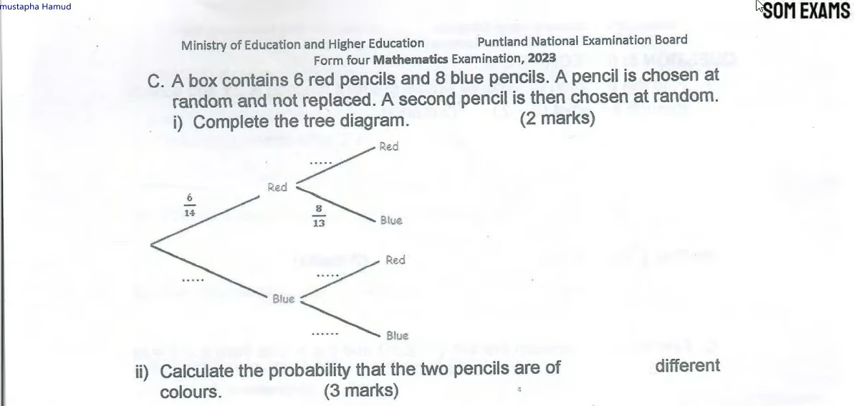 mustapha Hamud
SOM EXAMS
Ministry of Education and Higher Education Puntland National Examination Board
Form four Mathematics Examination, 2023
C. A box contains 6 red pencils and 8 blue pencils. A pencil is chosen at
random and not replaced. A second pencil is then chosen at random.
i) Complete the tree diagram. (2 marks)
Red
.....
Red
6
14
8
13
Blue
Red
.....
.....
Blue
......
Blue
ii) Calculate the probability that the two pencils are of different
colours. (3 marks)